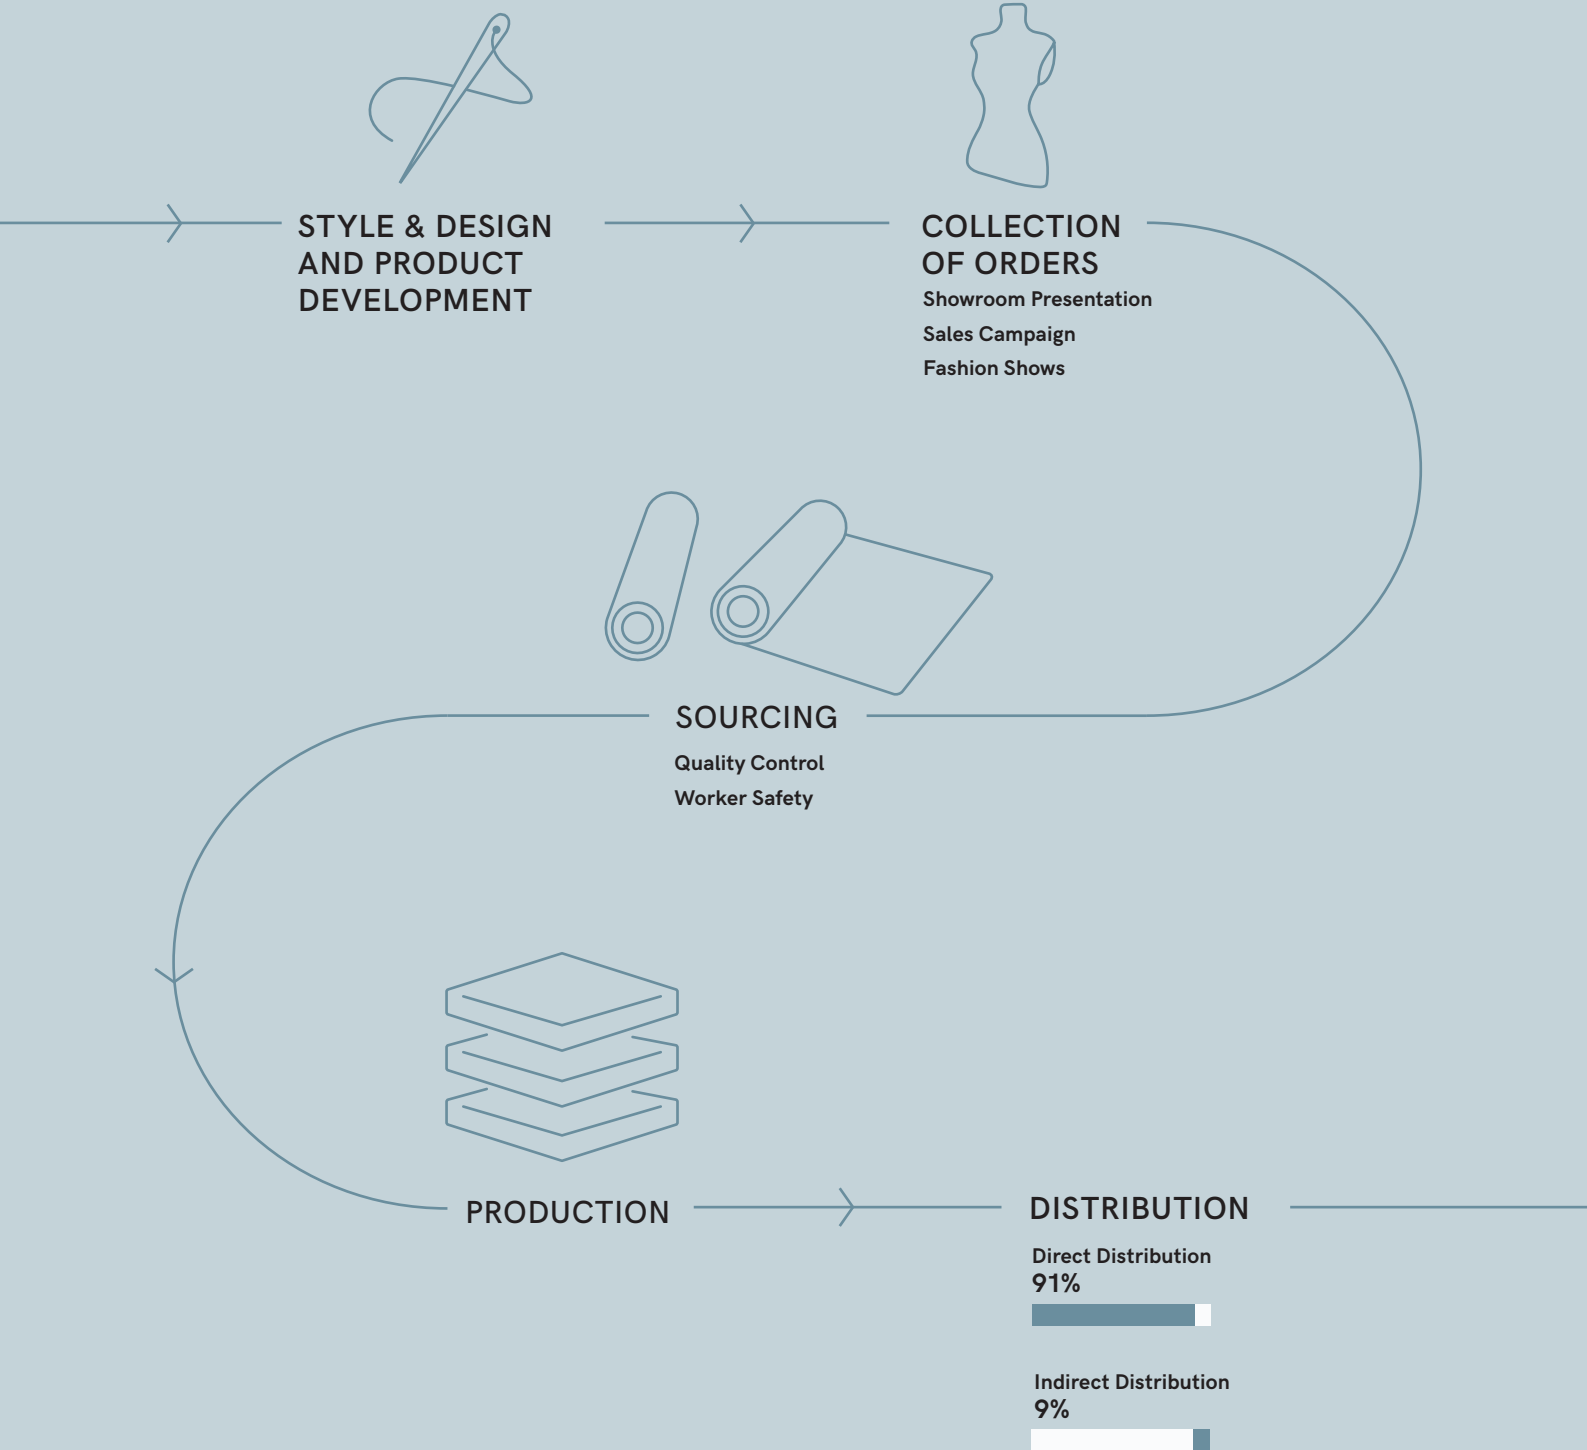 STYLE & DESIGN
AND PRODUCT
DEVELOPMENT
COLLECTION
OF ORDERS
Showroom Presentation
Sales Campaign
Fashion Shows
SOURCING
Quality Control
Worker Safety
PRODUCTION
DISTRIBUTION
Direct Distribution
91%
Indirect Distribution
9%